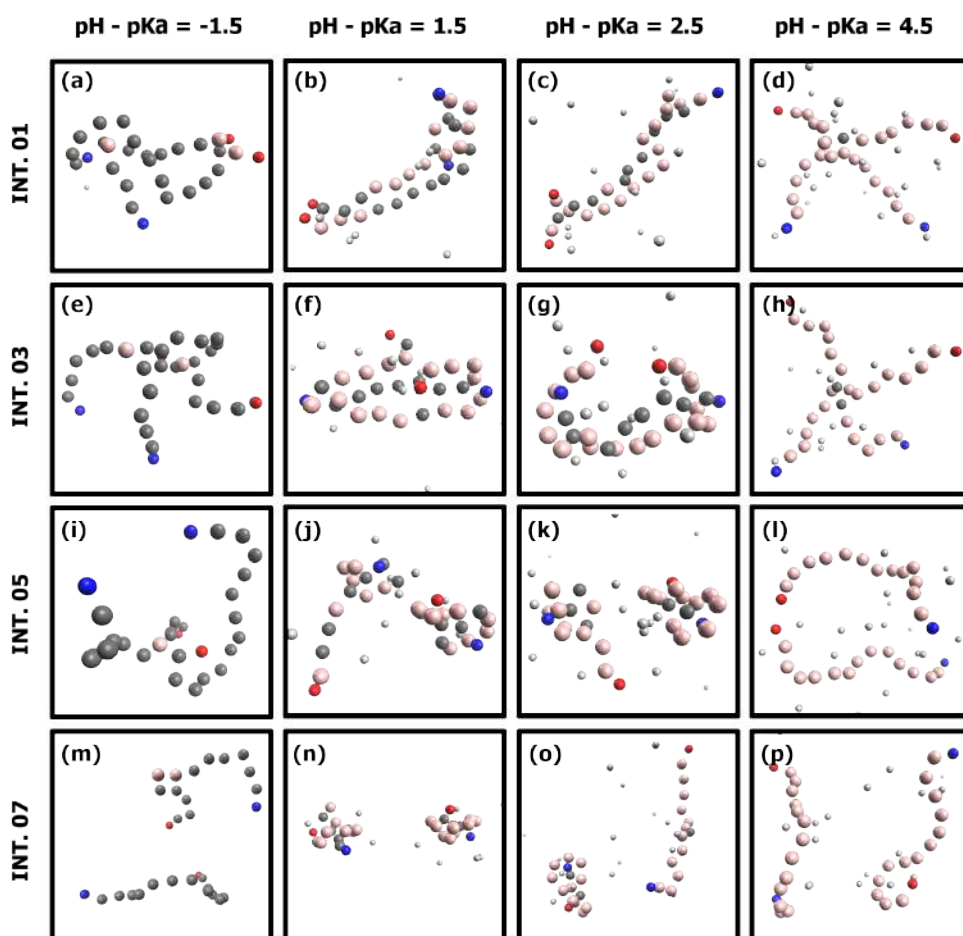 pH - pKa = -1.5 pH - pKa = 1.5 pH - pKa = 2.5 pH - pKa = 4.5
INT. 01
(a) (b) (c) (d)
INT. 03
(e) (f) (g) (h)
INT. 05
(i) (j) (k) (l)
INT. 07
(m) (n) (o) (p)